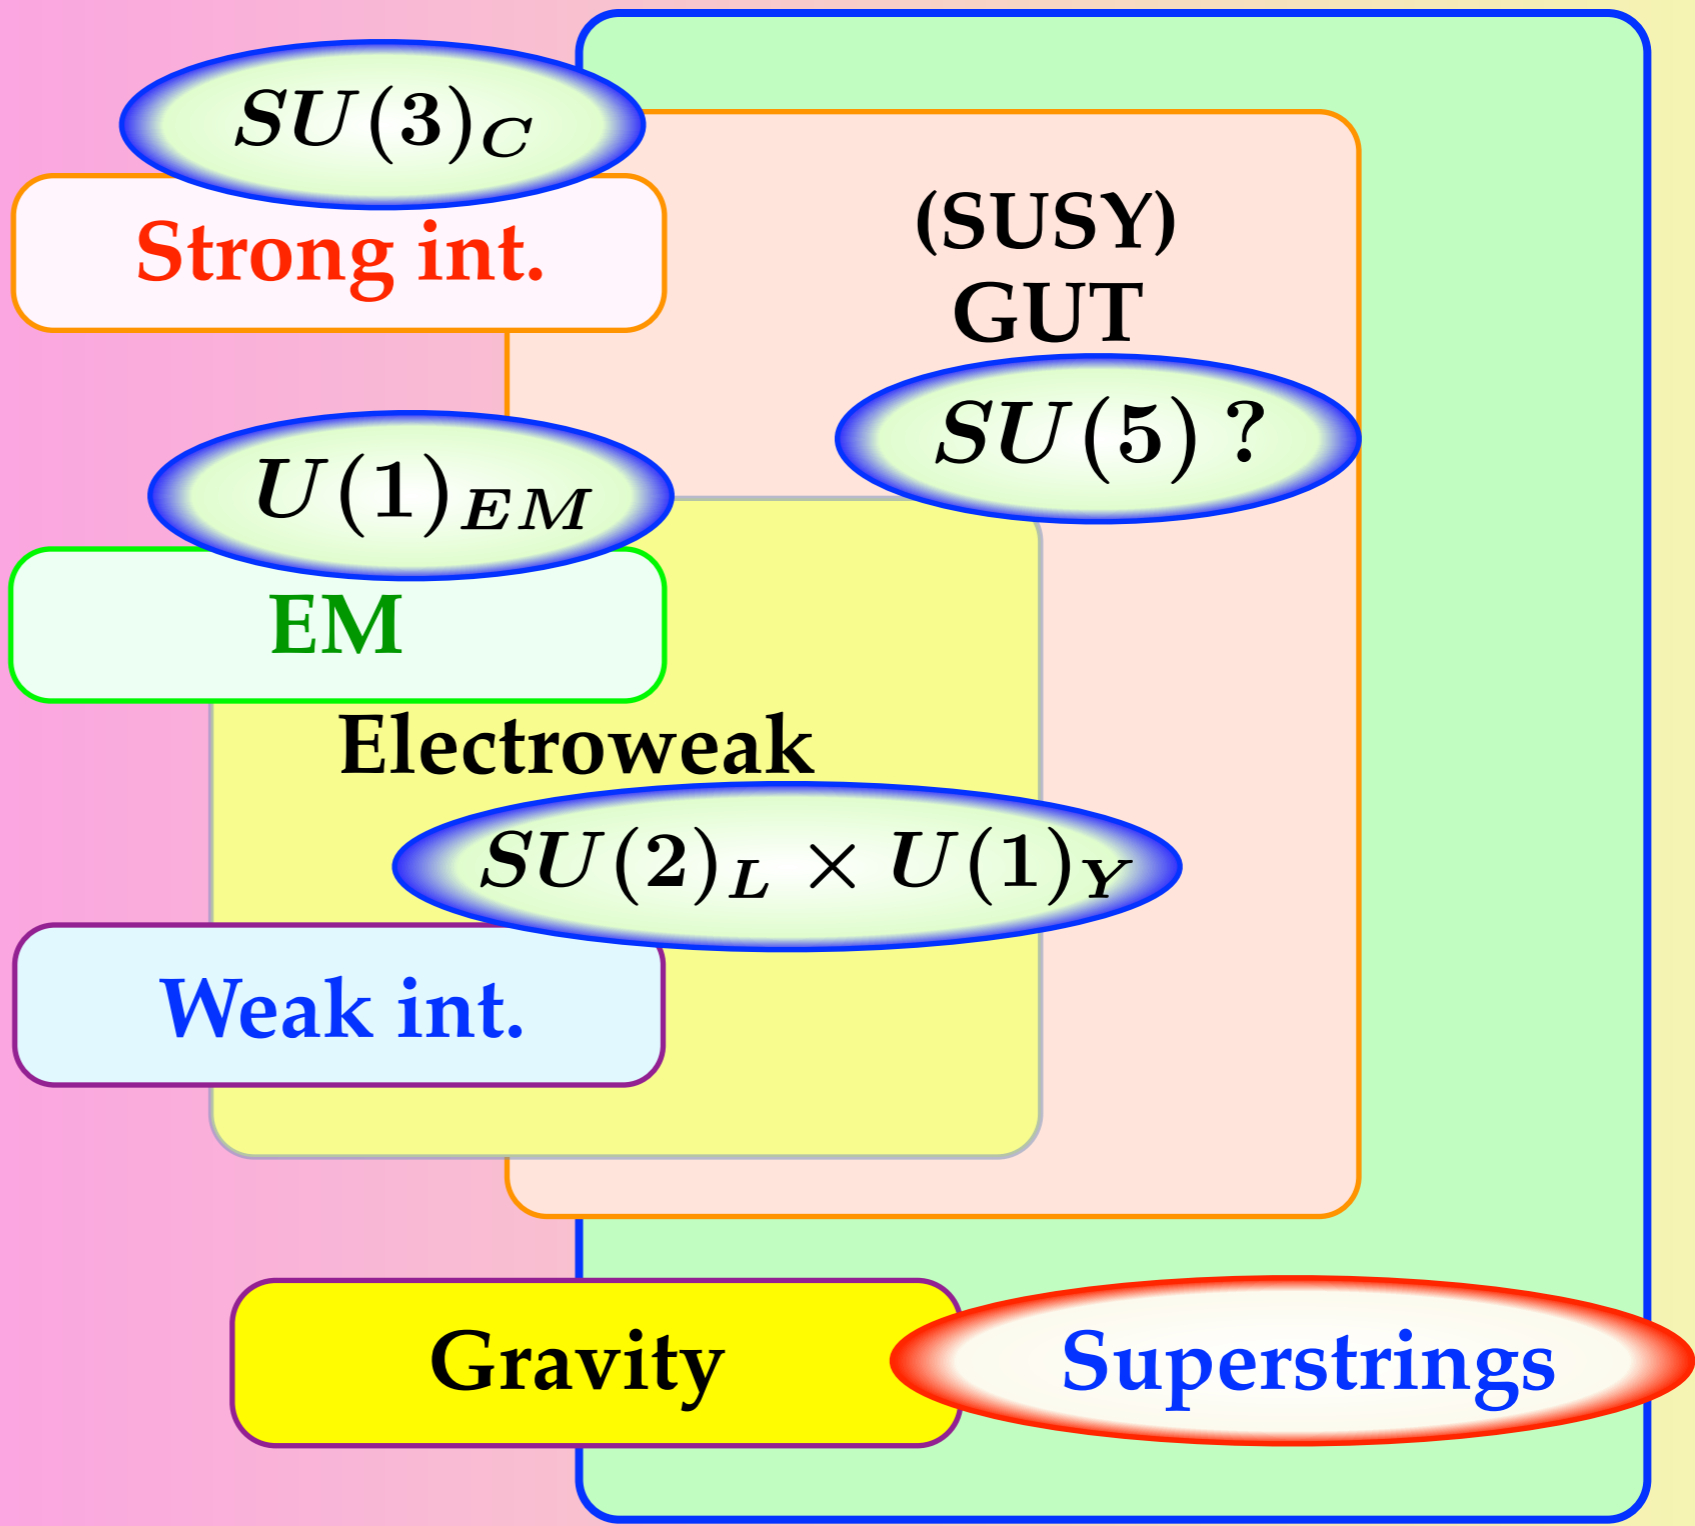 SU(3)_C
Strong int.
(SUSY)
GUT
SU(5) ?
U(1)_{EM}
EM
Electroweak
SU(2)_L × U(1)_Y
Weak int.
Gravity
Superstrings